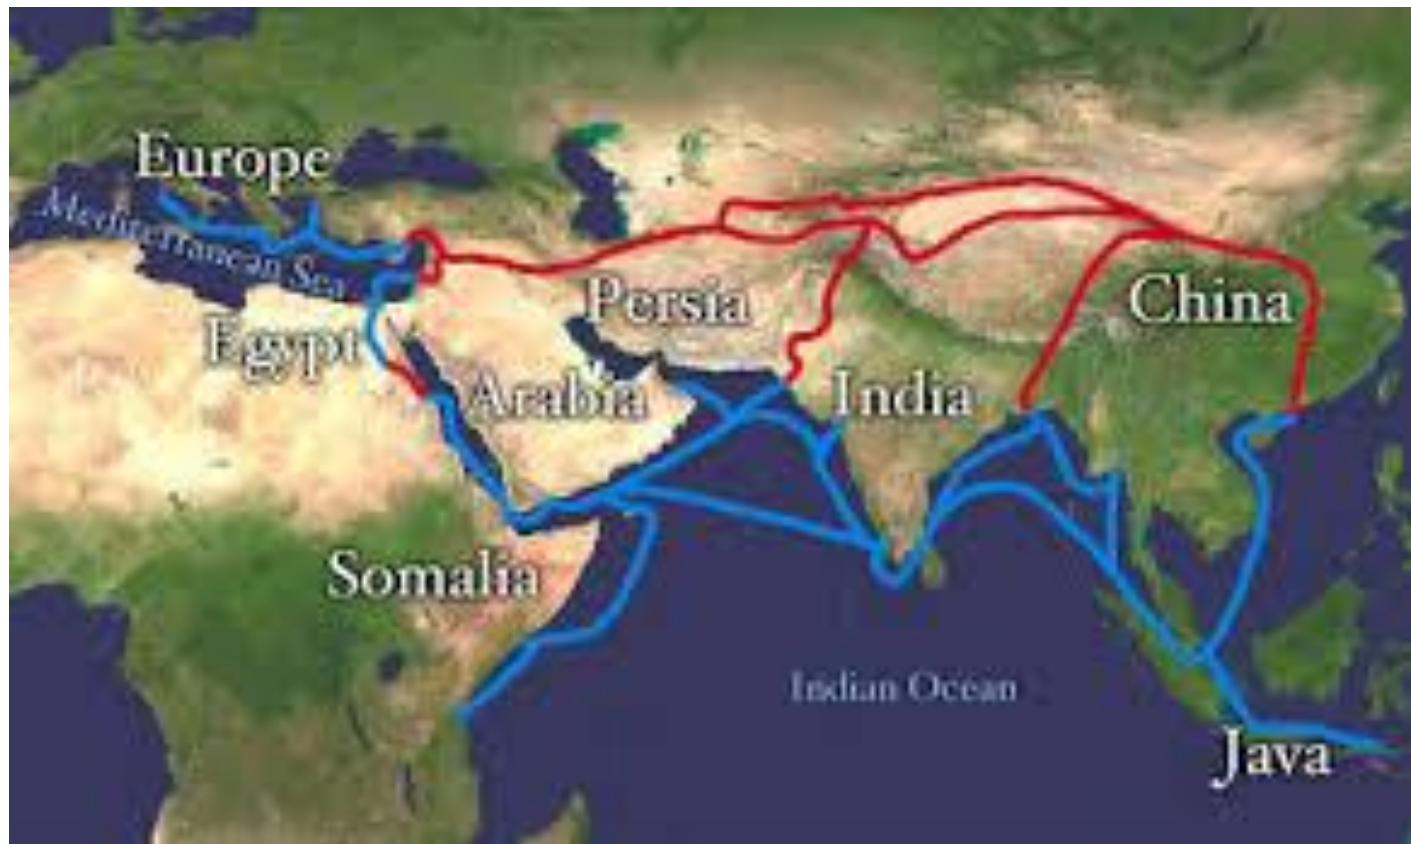 Europe
Mediterranean Sea
Persia
China
Egypt
Arabia
India
Somalia
Indian Ocean
Java